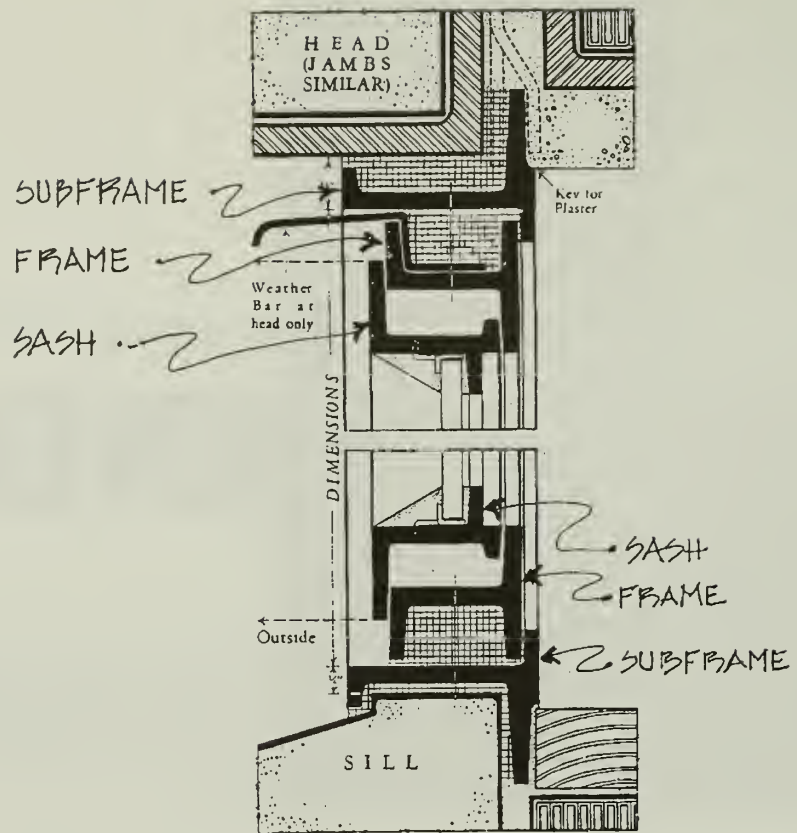 HEAD
(JAMBS
SIMILAR)
SUBFRAME
Key for
Plaster
FRAME
Weather
Bar at
head only
SASH
DIMENSIONS
SASH
FRAME
Outside
SUBFRAME
SILL